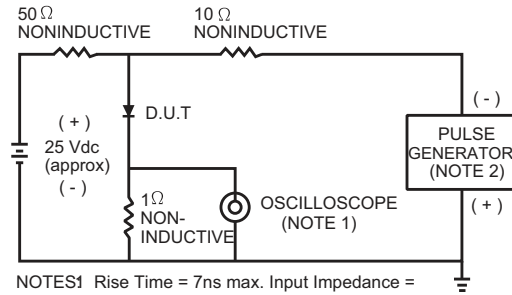 50 Ω
NONINDUCTIVE
10 Ω
NONINDUCTIVE
D.U.T
( + )
25 Vdc
(approx)
( - )
( - )
PULSE
GENERATOR
(NOTE 2)
( + )
1Ω
NON-
INDUCTIVE
OSCILLOSCOPE
(NOTE 1)
NOTES1 Rise Time = 7ns max. Input Impedance =